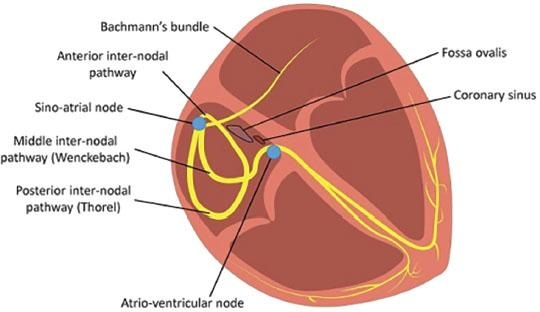 Bachmann's bundle
Anterior inter-nodal
pathway
Sino-atrial node
Middle inter-nodal
pathway (Wenckebach)
Posterior inter-nodal
pathway (Thorel)
Atrio-ventricular node
Fossa ovalis
Coronary sinus